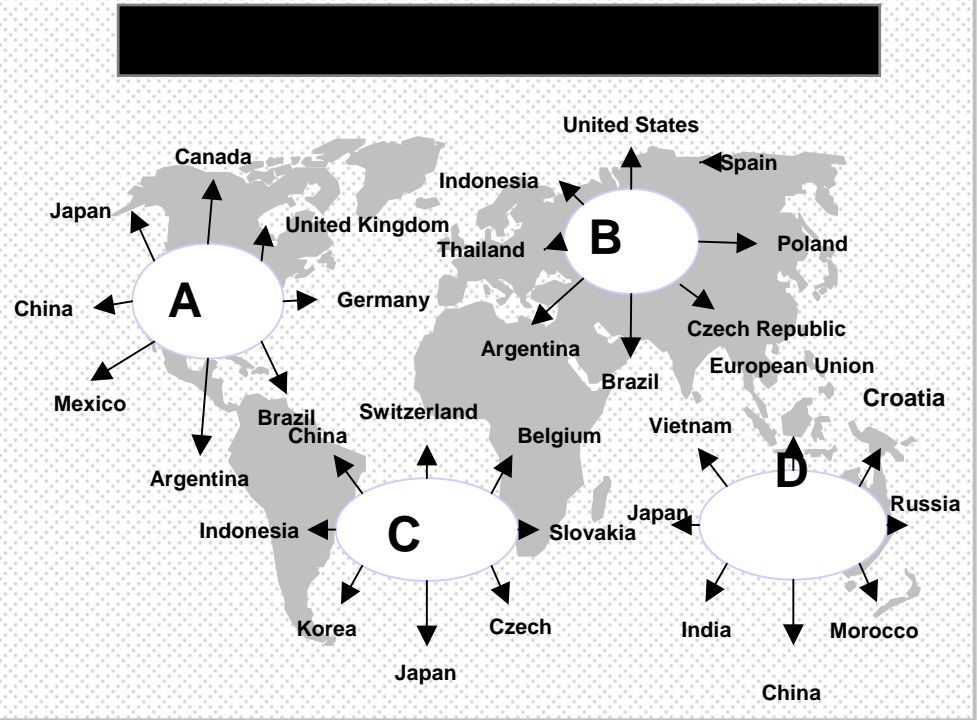 United States
Canada
Spain
Indonesia
Japan
United Kingdom
B
Thailand
Poland
A
Germany
China
Czech Republic
Argentina
European Union
Brazil
Mexico
Croatia
Brazil
Switzerland
Vietnam
China
Belgium
Argentina
D
Russia
Japan
Indonesia
C
Slovakia
Korea
Czech
India
Morocco
Japan
China